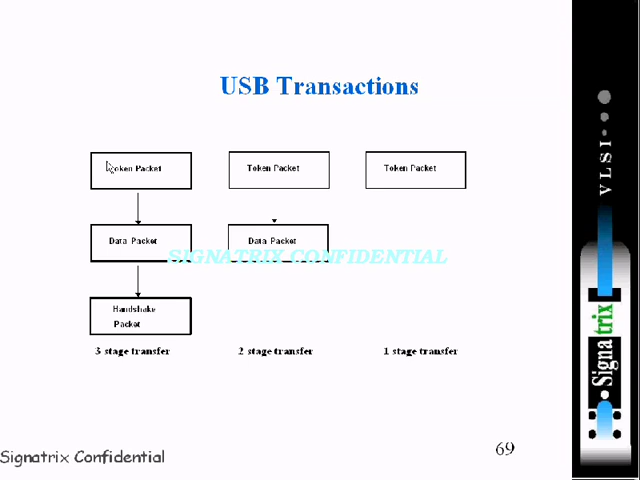 USB Transactions
Token Packet
Token Packet
Token Packet
Data Packet
Data Packet
SIGNATRIX CONFIDENTIAL
Handshake
Packet
3 stage transfer
2 stage transfer
1 stage transfer
69
Signatrix Confidential
VLSI
Signatrix